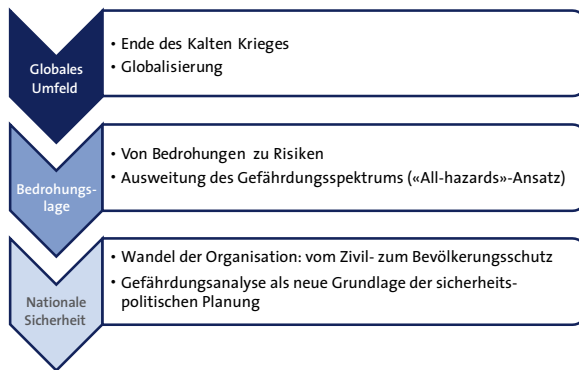 Globales
Umfeld
• Ende des Kalten Krieges
• Globalisierung
Bedrohungs-
lage
• Von Bedrohungen zu Risiken
• Ausweitung des Gefährdungsspektrums («All-hazards»-Ansatz)
Nationale
Sicherheit
• Wandel der Organisation: vom Zivil- zum Bevölkerungsschutz
• Gefährdungsanalyse als neue Grundlage der sicherheits-
politischen Planung